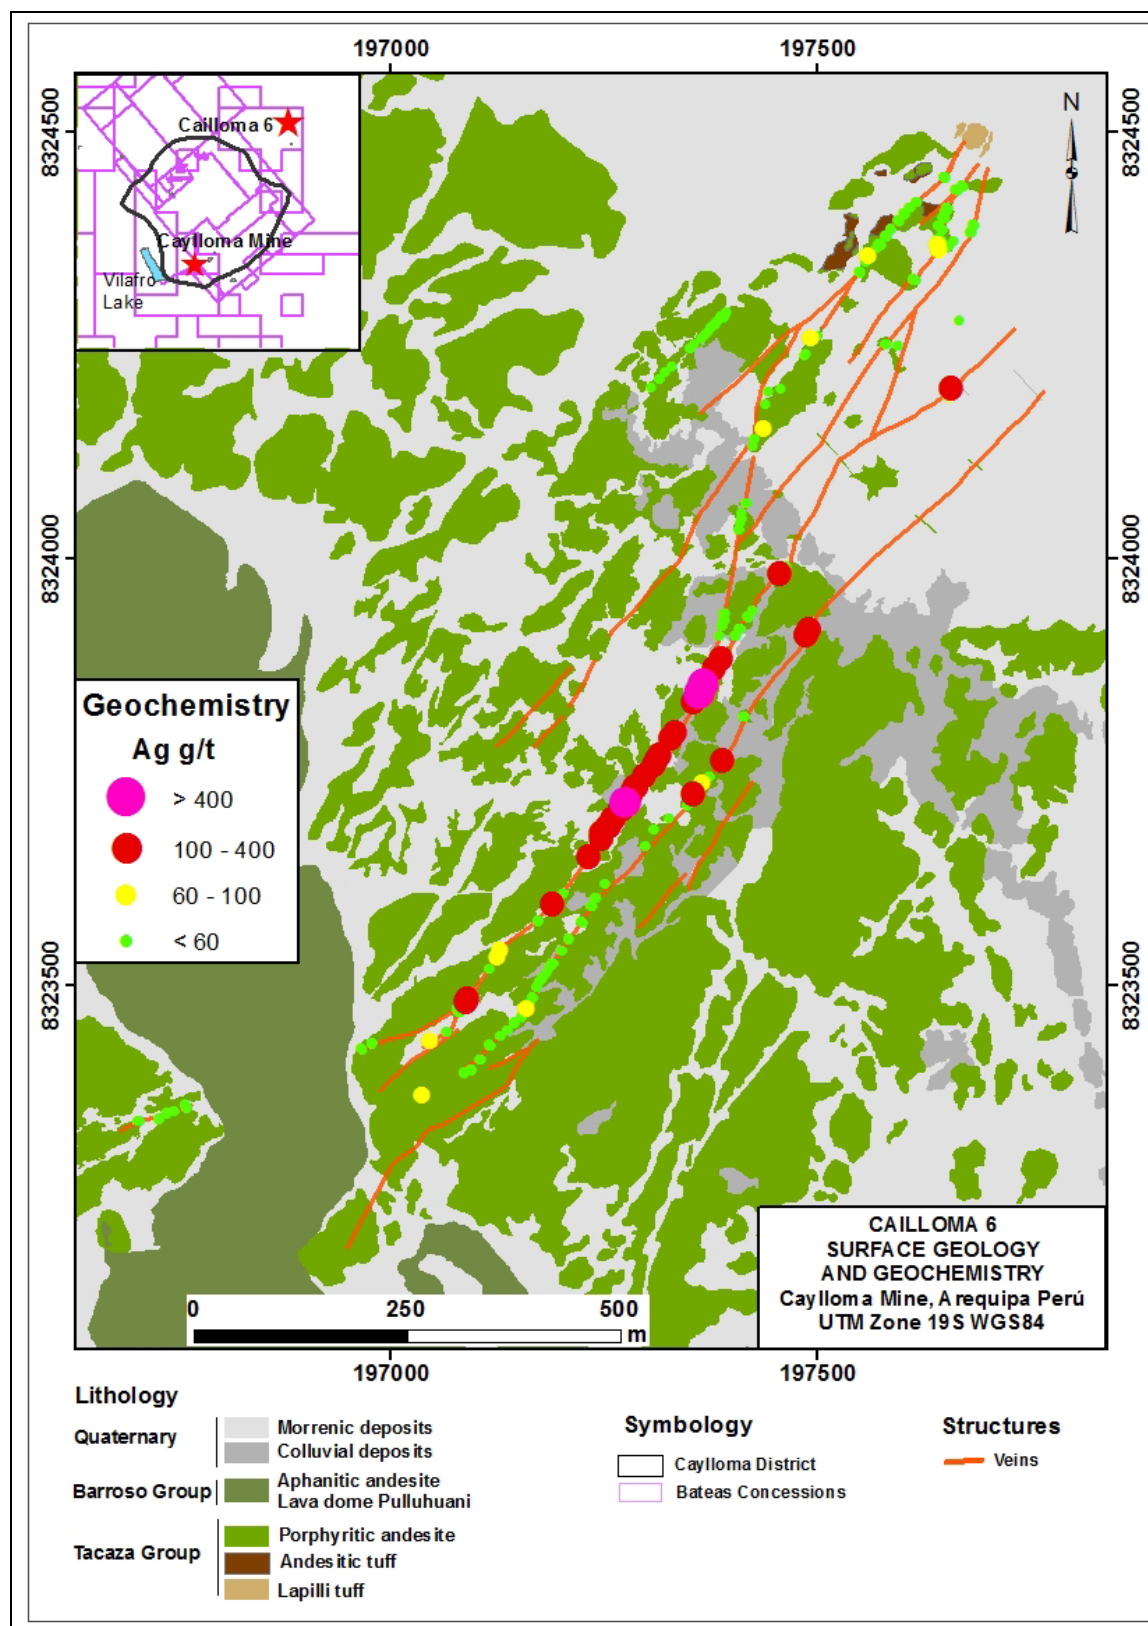 197000
197500
8324500
8324500
N
Cailloma 6
Caylloma Mine
Vilafro
Lake
8324000
8324000
Geochemistry
Ag g/t
> 400
100 - 400
60 - 100
< 60
8323500
8323500
CAILLOMA 6
SURFACE GEOLOGY
AND GEOCHEMISTRY
Caylloma Mine, Arequipa Perú
UTM Zone 19S WGS84
0
250
500
m
197000
197500
Lithology
Quaternary
Morrenic deposits
Colluvial deposits
Barroso Group
Aphanitic andesite
Lava dome Pulluhuani
Tacaza Group
Porphyritic andesite
Andesitic tuff
Lapilli tuff
Symbology
Caylloma District
Bateas Concessions
Structures
Veins